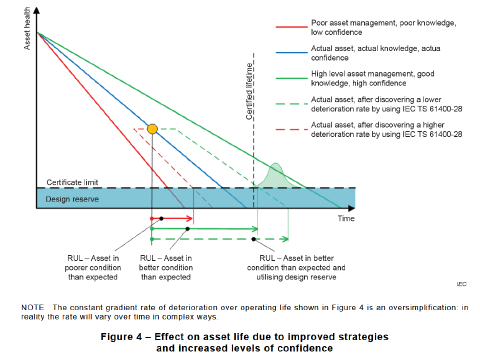 Asset health
Poor asset management, poor knowledge,
low confidence
Actual asset, actual knowledge, actua
confidence
High level asset management, good
knowledge, high confidence
Actual asset, after discovering a lower
deterioration rate by using IEC TS 61400-28
Actual asset, after discovering a higher
deterioration rate by using IEC TS 61400-28
Certified lifetime
Certificate limit
Design reserve
Time
RUL – Asset in
poorer condition
than expected
RUL – Asset in
better condition
than expected
RUL – Asset in better
condition than expected and
utilising design reserve
IEC
NOTE The constant gradient rate of deterioration over operating life shown in Figure 4 is an oversimplification: in
reality the rate will vary over time in complex ways.
Figure 4 – Effect on asset life due to improved strategies
and increased levels of confidence